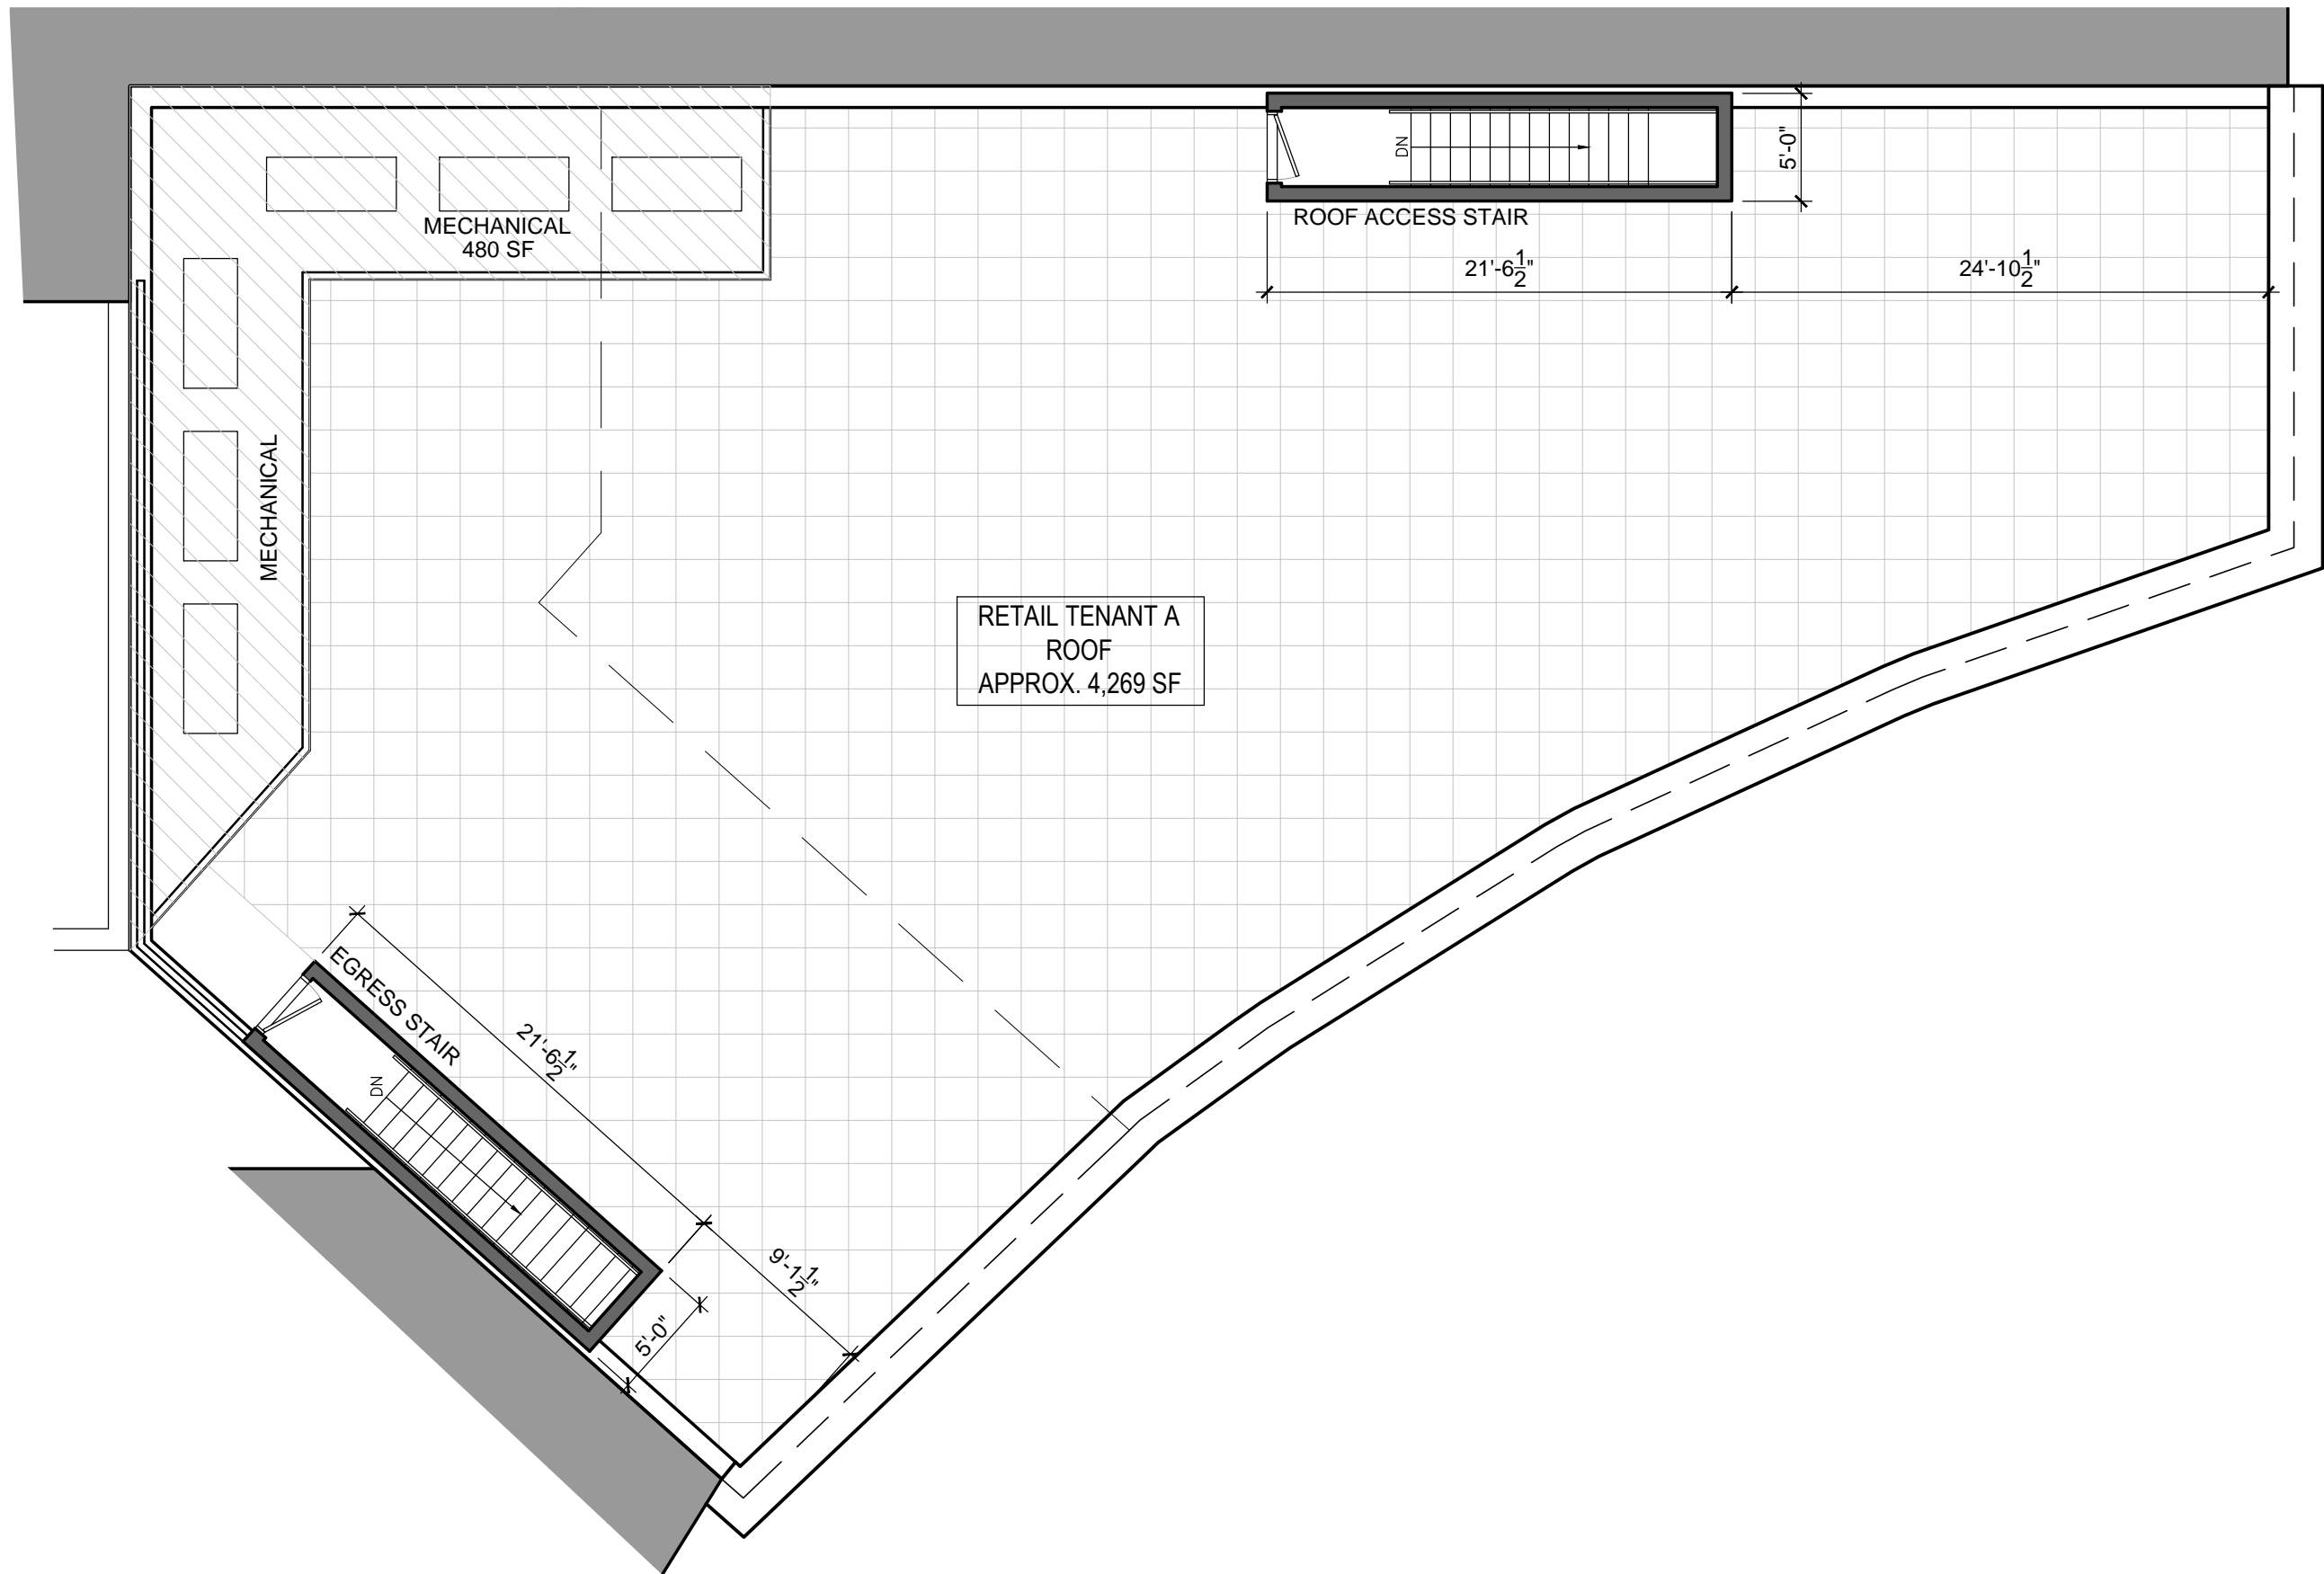 DN
5'-0"
ROOF ACCESS STAIR
21'-6 1/2"
24'-10 1/2"
MECHANICAL
480 SF
MECHANICAL
RETAIL TENANT A
ROOF
APPROX. 4,269 SF
EGRESS STAIR
21'-6 1/2"
DN
9'-1 1/2"
5'-0"